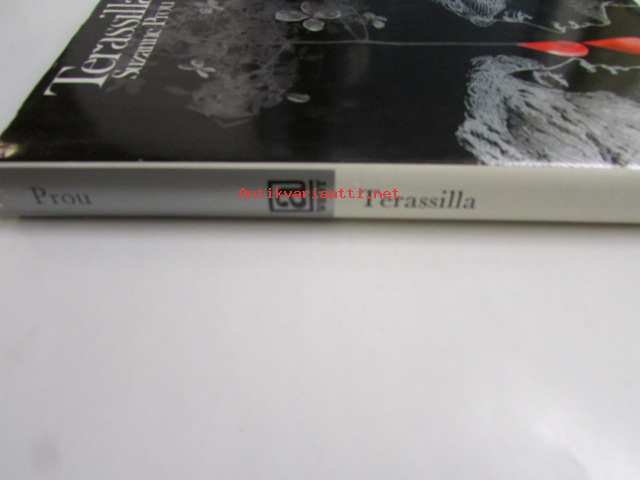 Terassilla
Suzanne Prou
Prou
Terassilla
Antikvariaatti.net